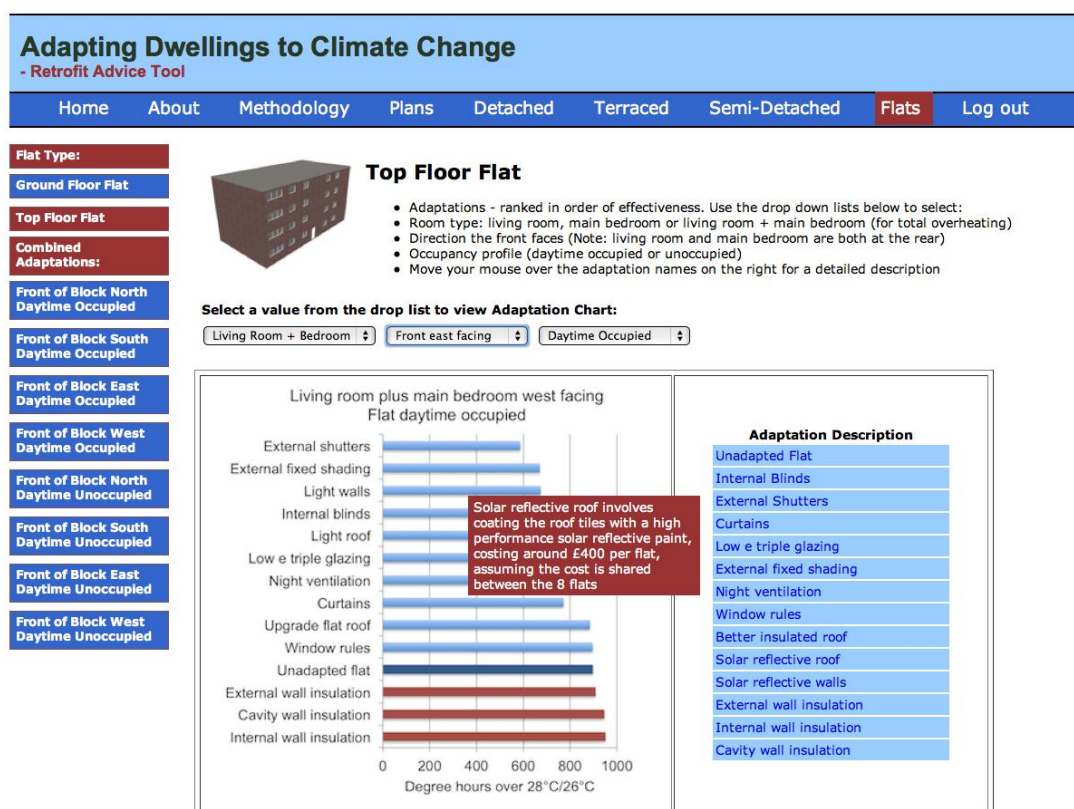 Adapting Dwellings to Climate Change
- Retrofit Advice Tool
Home About Methodology Plans Detached Terraced Semi-Detached Flats Log out
Flat Type:
Ground Floor Flat
Top Floor Flat
Combined
Adaptations:
Front of Block North
Daytime Occupied
Front of Block South
Daytime Occupied
Front of Block East
Daytime Occupied
Front of Block West
Daytime Occupied
Front of Block North
Daytime Unoccupied
Front of Block South
Daytime Unoccupied
Front of Block East
Daytime Unoccupied
Front of Block West
Daytime Unoccupied
Top Floor Flat
Adaptations - ranked in order of effectiveness. Use the drop down lists below to select:
Room type: living room, main bedroom or living room + main bedroom (for total overheating)
Direction the front faces (Note: living room and main bedroom are both at the rear)
Occupancy profile (daytime occupied or unoccupied)
Move your mouse over the adaptation names on the right for a detailed description
Select a value from the drop list to view Adaptation Chart:
Living Room + Bedroom Front east facing Daytime Occupied
Living room plus main bedroom west facing
Flat daytime occupied
External shutters
External fixed shading
Light walls
Internal blinds
Light roof
Low e triple glazing
Night ventilation
Curtains
Upgrade flat roof
Window rules
Unadapted flat
External wall insulation
Cavity wall insulation
Internal wall insulation
0 200 400 600 800 1000
Degree hours over 28°C/26°C
Solar reflective roof involves
coating the roof tiles with a high
performance solar reflective paint,
costing around £400 per flat,
assuming the cost is shared
between the 8 flats
Adaptation Description
Unadapted Flat
Internal Blinds
External Shutters
Curtains
Low e triple glazing
External fixed shading
Night ventilation
Window rules
Better insulated roof
Solar reflective roof
Solar reflective walls
External wall insulation
Internal wall insulation
Cavity wall insulation